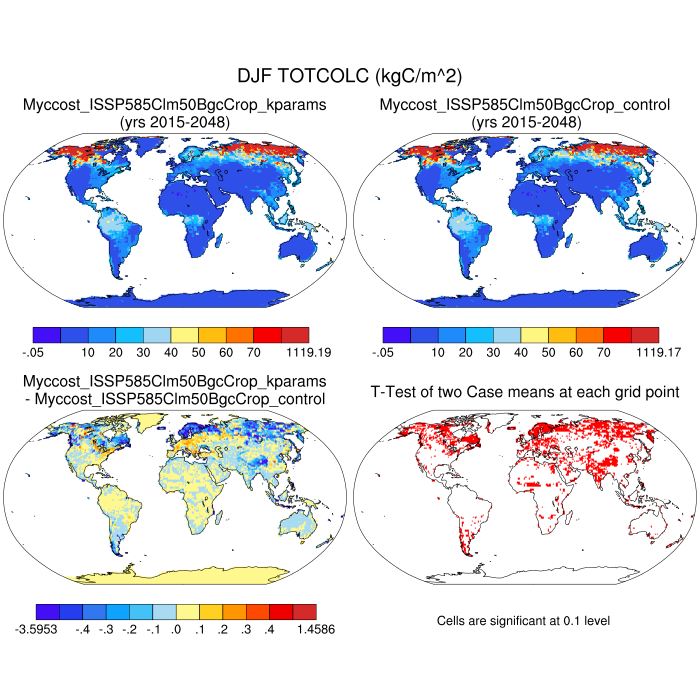 DJF TOTCOLC (kgC/m^2)
Myccost_ISSP585Clm50BgcCrop_kparams
(yrs 2015-2048)
Myccost_ISSP585Clm50BgcCrop_control
(yrs 2015-2048)
-.05 10 20 30 40 50 60 70 1119.19
-.05 10 20 30 40 50 60 70 1119.17
Myccost_ISSP585Clm50BgcCrop_kparams
- Myccost_ISSP585Clm50BgcCrop_control
T-Test of two Case means at each grid point
-3.5953 -.4 -.3 -.2 -.1 .0 .1 .2 .3 .4 1.4586
Cells are significant at 0.1 level